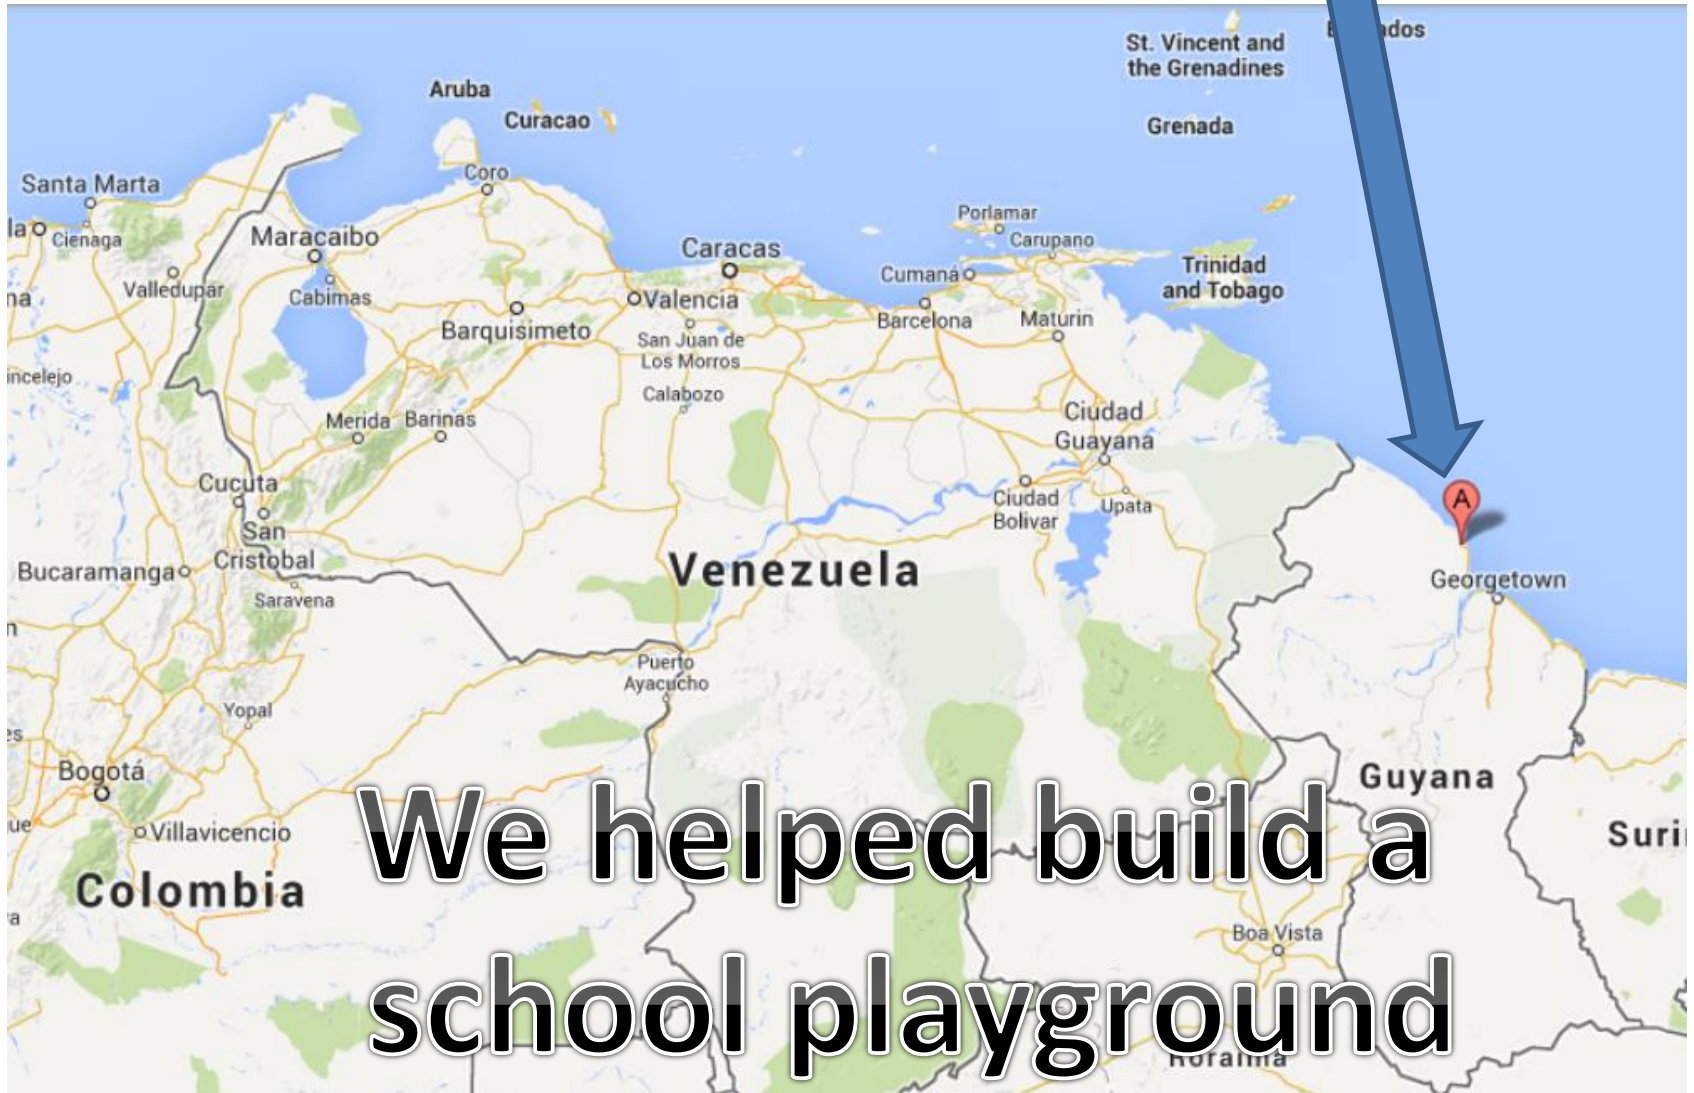 St. Vincent and
the Grenadines
Aruba
Curacao
Grenada
Santa Marta
Coro
Cienaga
Maracaibo
Porlamar
Carupano
Caracas
Cumaná
Trinidad
and Tobago
Valledupar
Cabimas
Valencia
Barquisimeto
Barcelona
Maturin
San Juan de
Los Morros
Calabozo
Merida
Barinas
Ciudad
Guayana
Cucuta
San
Cristobal
Ciudad
Bolivar
Upata
A
Bucaramanga
Venezuela
Georgetown
Saravena
Puerto
Ayacucho
Yopal
Bogotá
Guyana
Villavicencio
We helped build a
Suri
Colombia
Boa Vista
school playground
Roraima